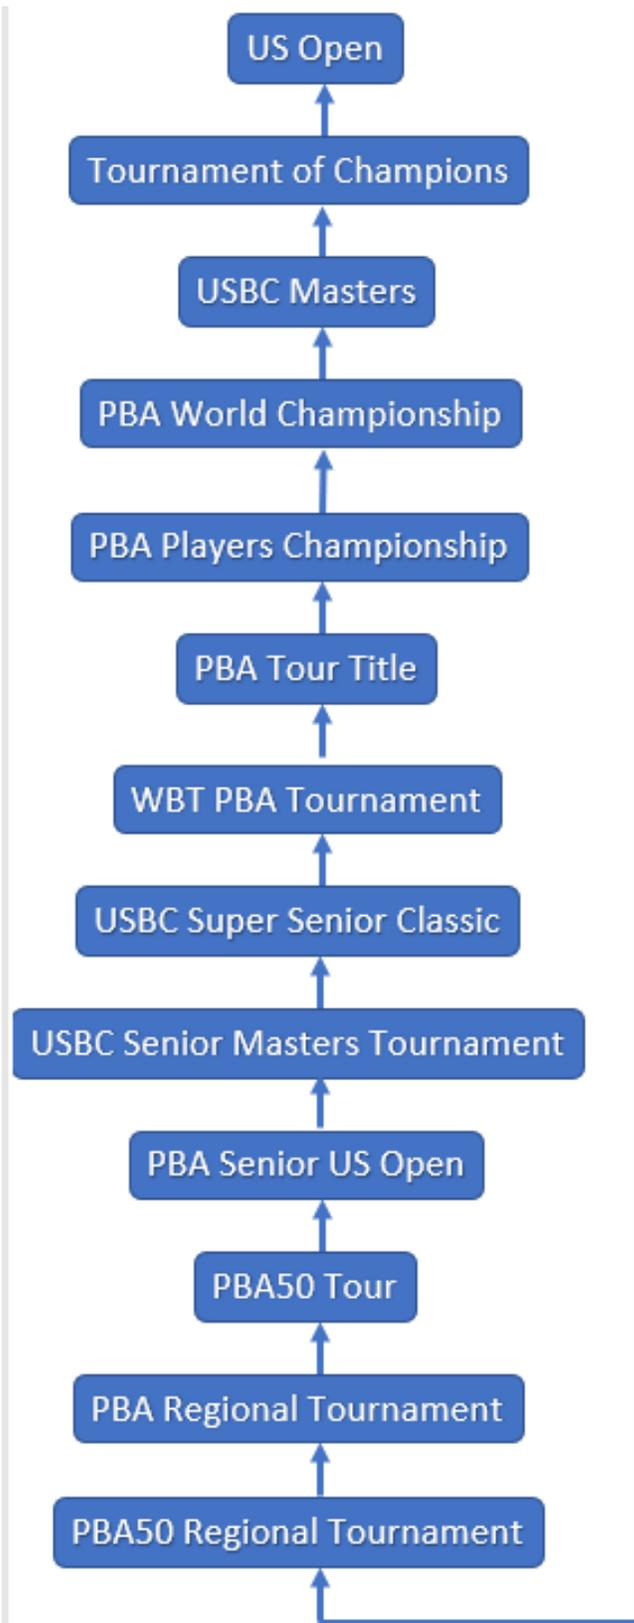 US Open
Tournament of Champions
USBC Masters
PBA World Championship
PBA Players Championship
PBA Tour Title
WBT PBA Tournament
USBC Super Senior Classic
USBC Senior Masters Tournament
PBA Senior US Open
PBA50 Tour
PBA Regional Tournament
PBA50 Regional Tournament